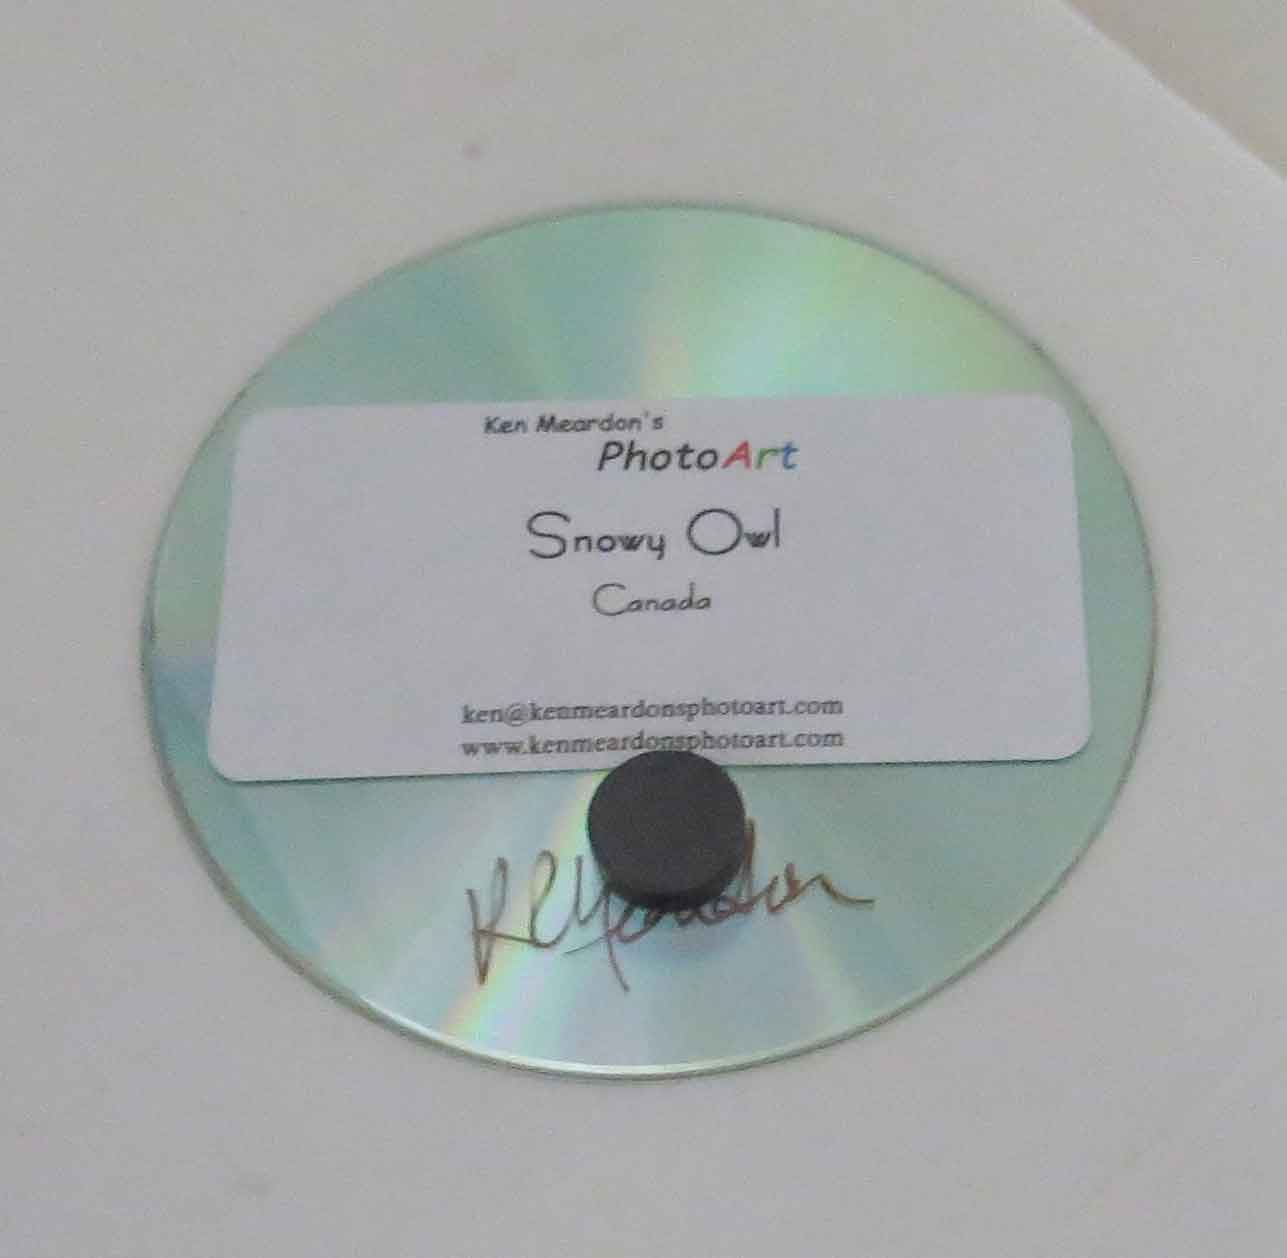 Ken Meardon's
PhotoArt
Snowy Owl
Canada
ken@kenmeardonsphotoart.com
www.kenmeardonsphotoart.com